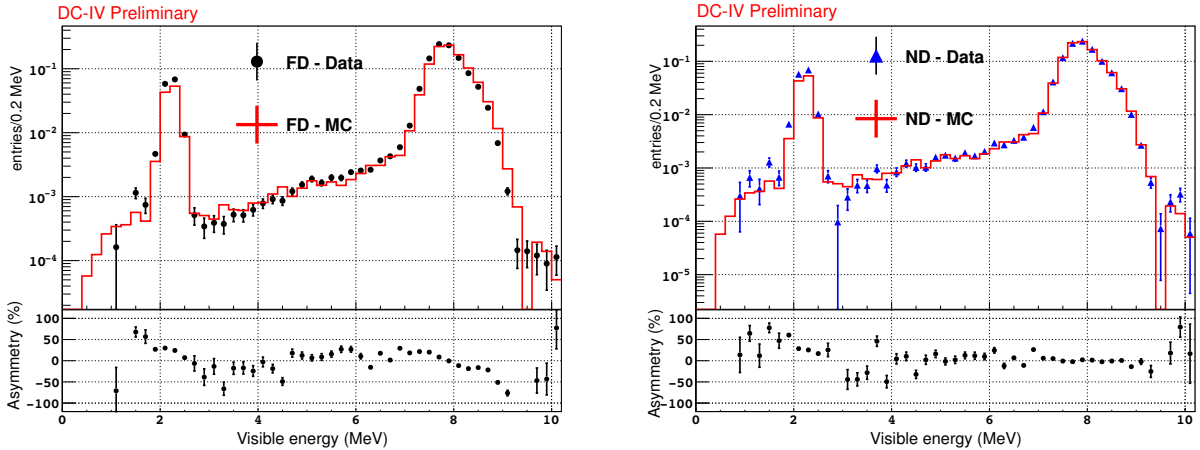 DC-IV Preliminary
entries/0.2 MeV
10⁻¹
10⁻²
10⁻³
10⁻⁴
FD - Data
FD - MC
Asymmetry (%)
100
50
0
−50
−100
0 2 4 6 8 10
Visible energy (MeV)
DC-IV Preliminary
entries/0.2 MeV
10⁻¹
10⁻²
10⁻³
10⁻⁴
10⁻⁵
ND - Data
ND - MC
Asymmetry (%)
100
50
0
−50
−100
0 2 4 6 8 10
Visible energy (MeV)